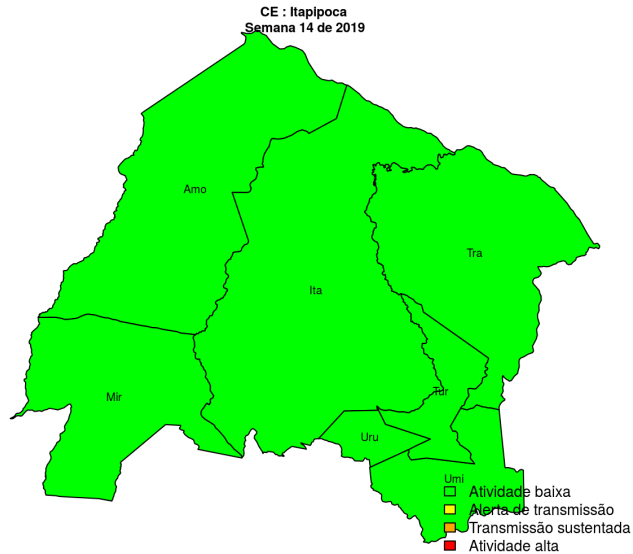 CE : Itapipoca
Semana 14 de 2019
Amo
Tra
Ita
Mir
Tur
Uru
Umi
Atividade baixa
Alerta de transmissão
Transmissão sustentada
Atividade alta